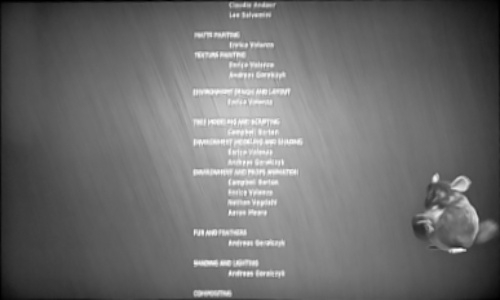 Claudio Andaur
Leo Salvemini
MATTE PAINTING
Enrico Valenza
TEXTURE PAINTING
Enrico Valenza
Andreas Goralczyk
ENVIRONMENT DESIGN AND LAYOUT
Enrico Valenza
TREE MODELING AND SCRIPTING
Campbell Barton
ENVIRONMENT MODELING AND SHADING
Enrico Valenza
Andreas Goralczyk
ENVIRONMENT AND PROPS ANIMATION
Campbell Barton
Enrico Valenza
Nathan Vegdahl
Aaron Moore
FUR AND FEATHERS
Andreas Goralczyk
SHADING AND LIGHTING
Andreas Goralczyk
COMPOSITING